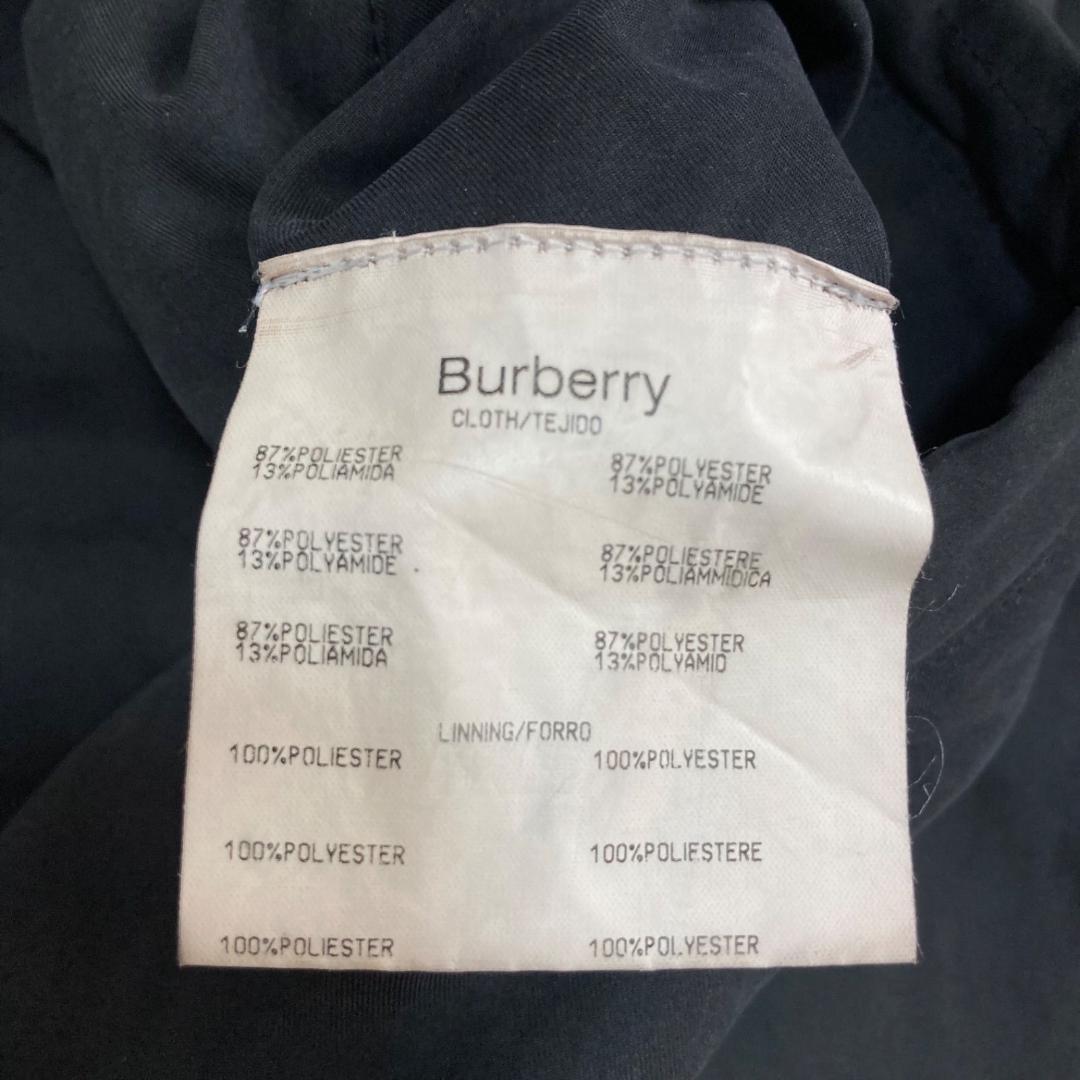 Burberry
CLOTH/TEJIDO
87%POLIESTER
13%POLIAMIDA
87%POLYESTER
13%POLYAMIDE
87%POLYESTER
13%POLYAMIDE
87%POLIESTERE
13%POLIAMMIDICA
87%POLIESTER
13%POLIAMIDA
87%POLYESTER
13%POLYAMID
LINNING/FORRO
100%POLIESTER 100%POLYESTER
100%POLYESTER 100%POLIESTERE
100%POLIESTER 100%POLYESTER